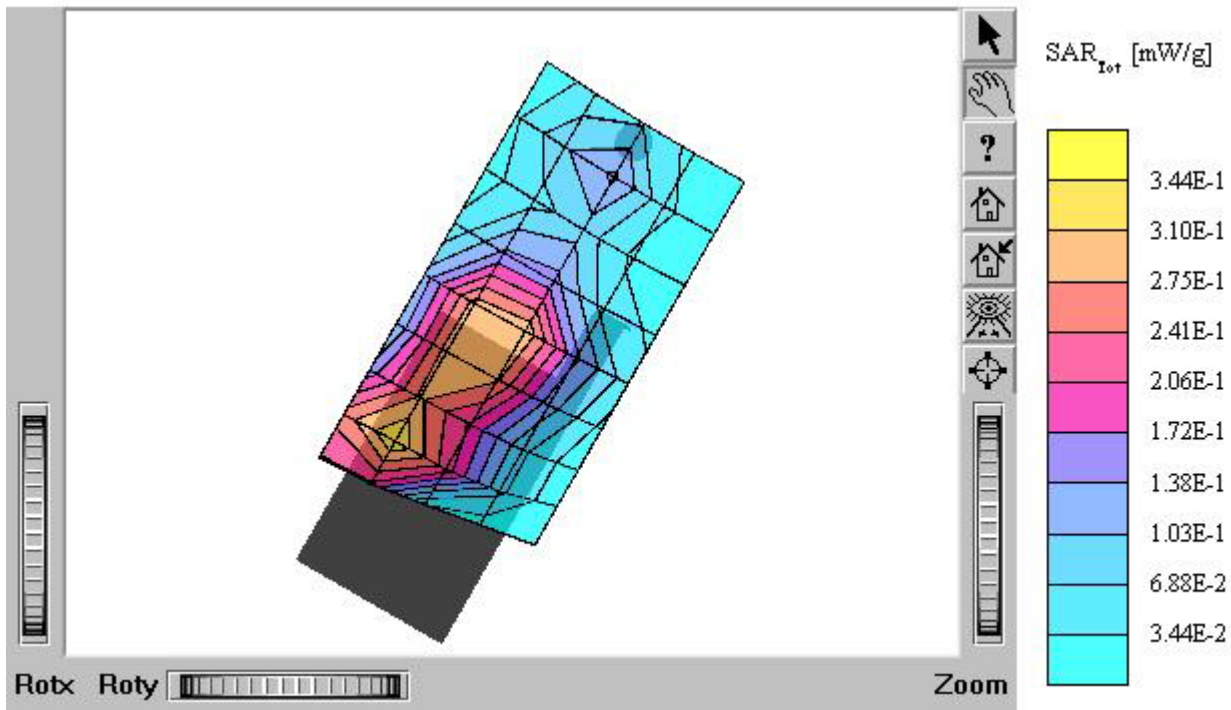 SAR_Tot [mW/g]
?
3.44E-1
3.10E-1
2.75E-1
2.41E-1
2.06E-1
1.72E-1
1.38E-1
1.03E-1
6.88E-2
3.44E-2
Rotx Roty Zoom